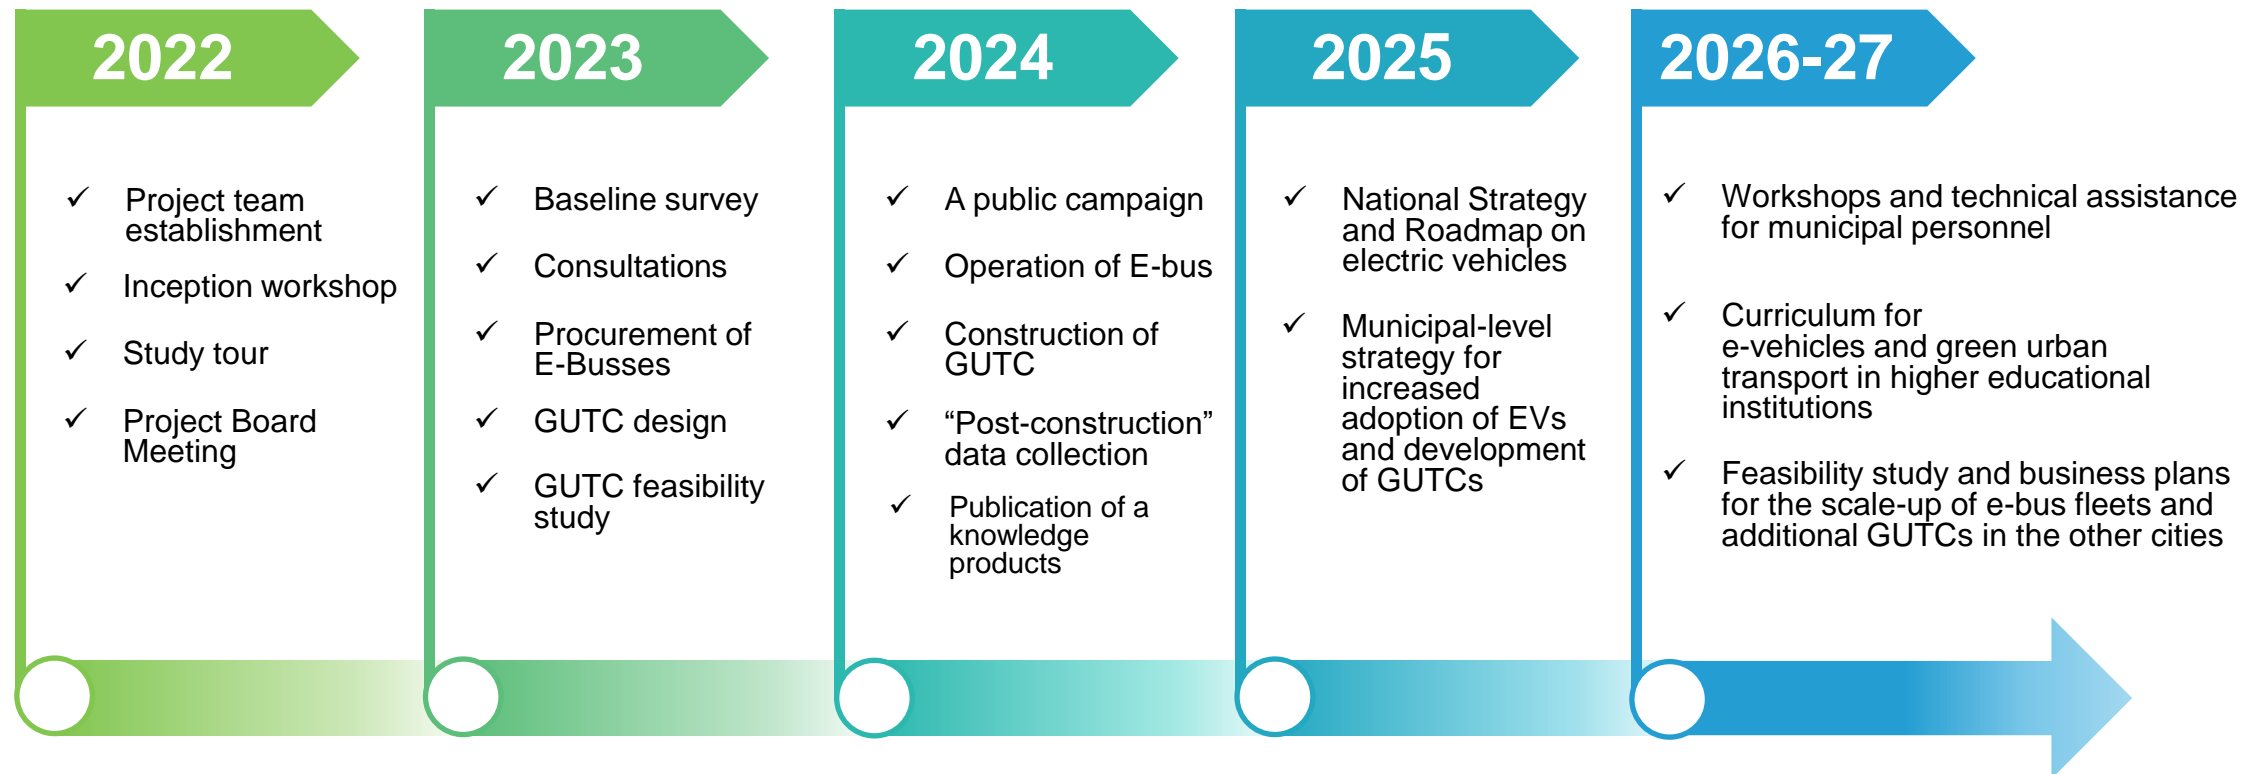 2022
✓ Project team
establishment
✓ Inception workshop
✓ Study tour
✓ Project Board
Meeting
2023
✓ Baseline survey
✓ Consultations
✓ Procurement of
E-Busses
✓ GUTC design
✓ GUTC feasibility
study
2024
✓ A public campaign
✓ Operation of E-bus
✓ Construction of
GUTC
✓ “Post-construction”
data collection
✓ Publication of a
knowledge
products
2025
✓ National Strategy
and Roadmap on
electric vehicles
✓ Municipal-level
strategy for
increased
adoption of EVs
and development
of GUTCs
2026-27
✓ Workshops and technical assistance
for municipal personnel
✓ Curriculum for
e-vehicles and green urban
transport in higher educational
institutions
✓ Feasibility study and business plans
for the scale-up of e-bus fleets and
additional GUTCs in the other cities